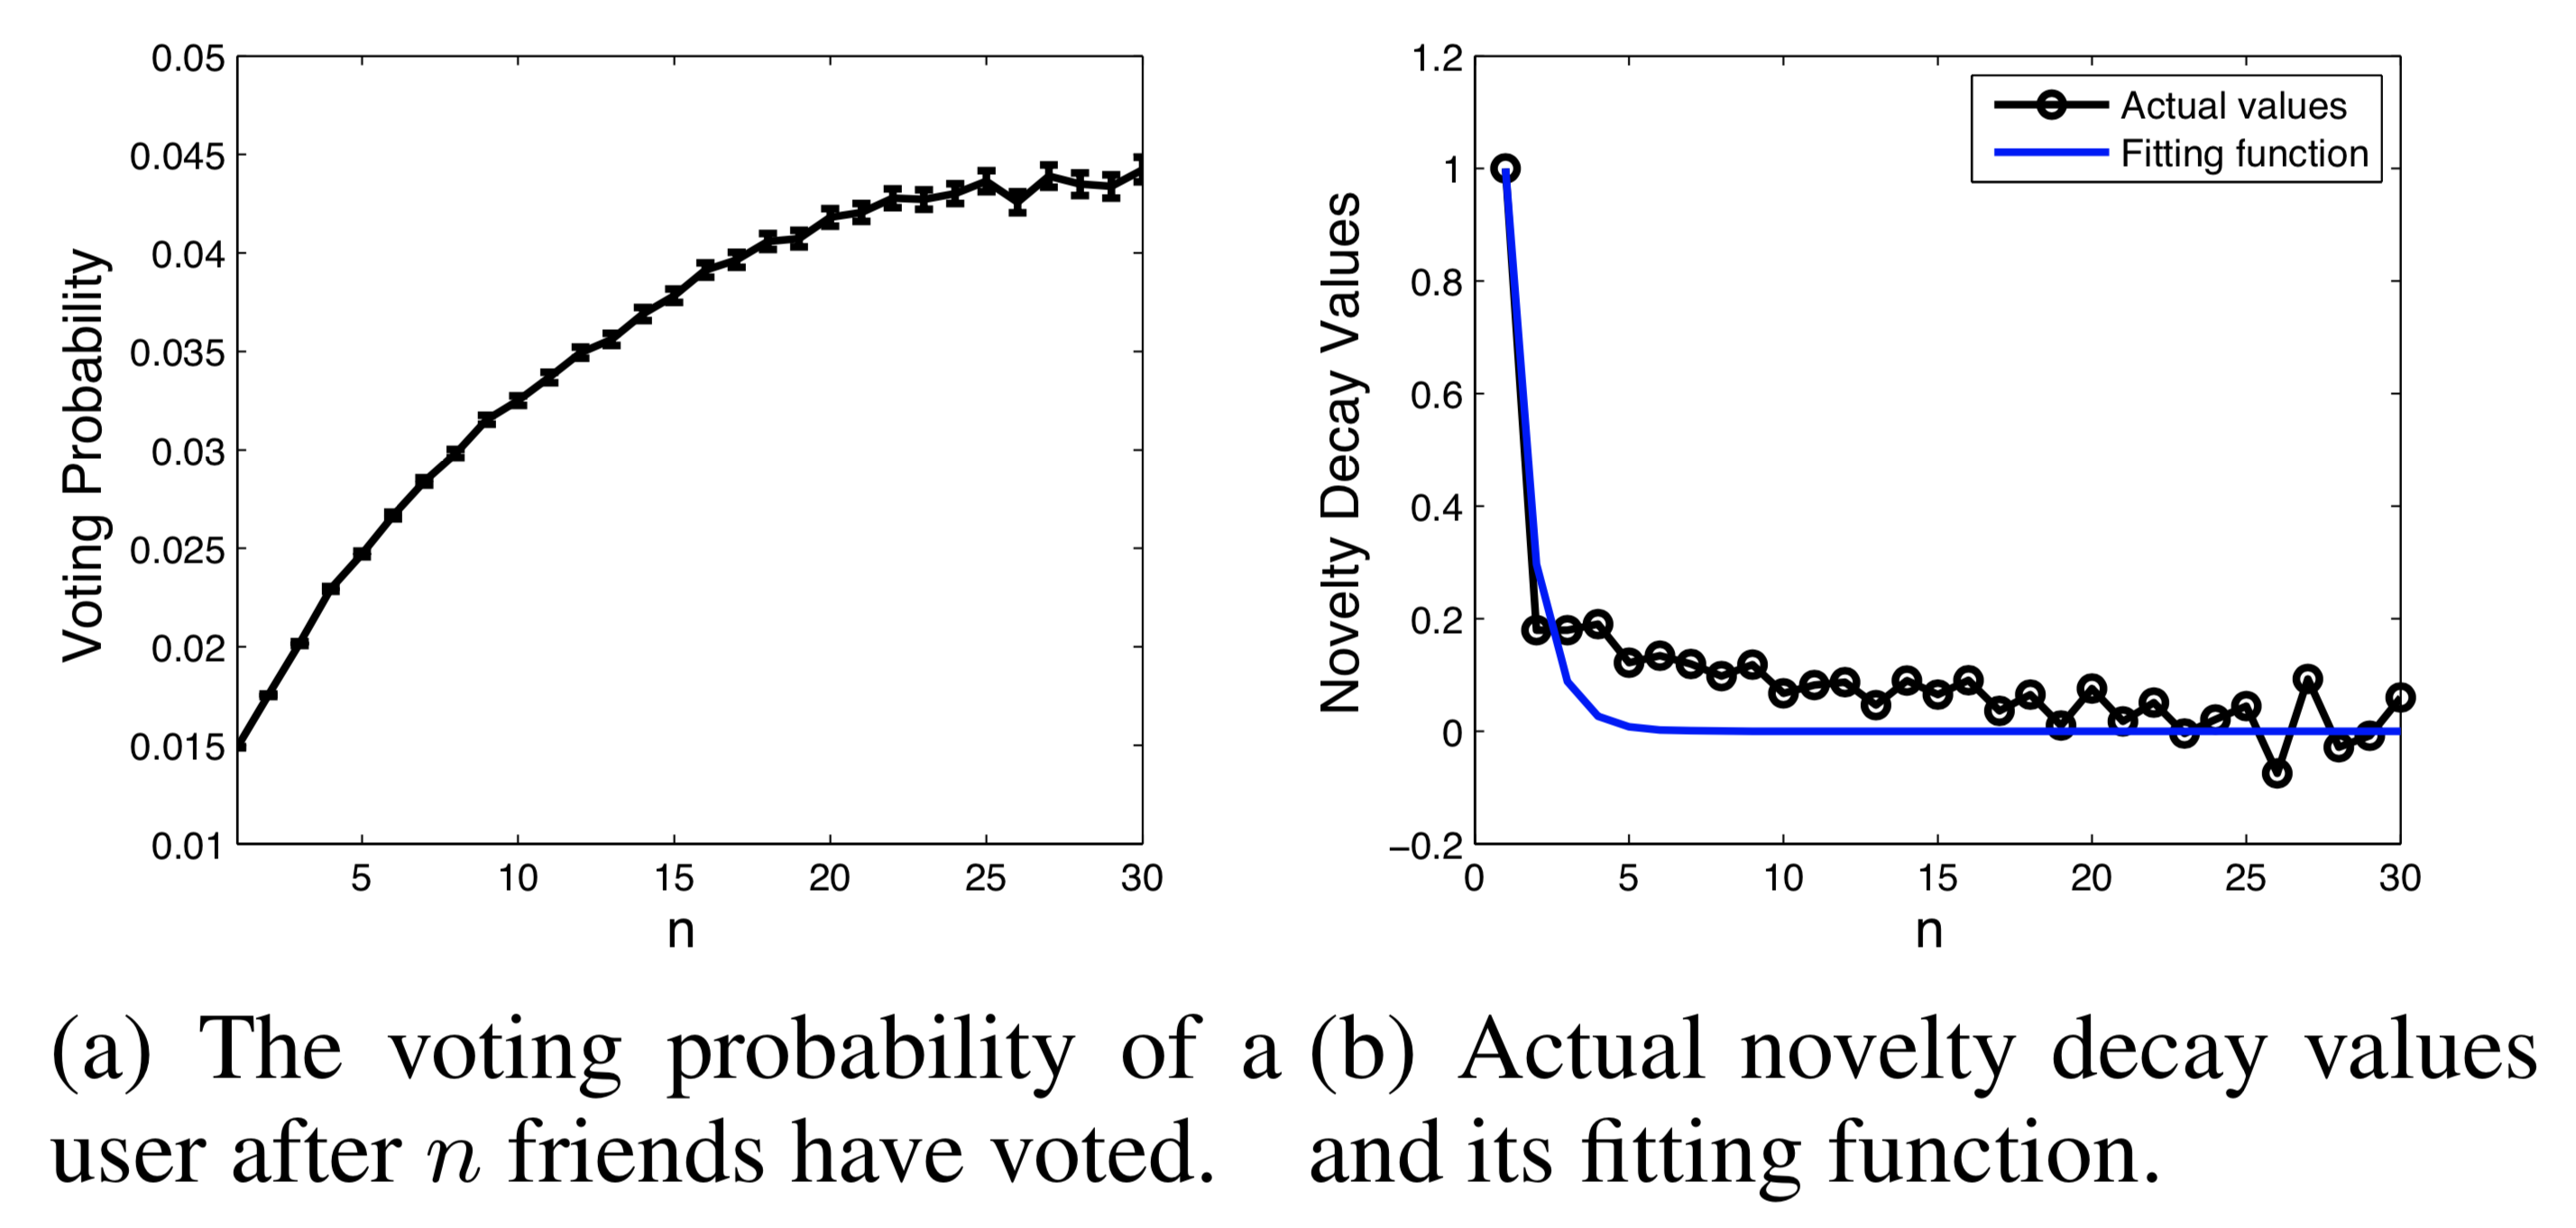 Voting Probability
0.05
0.045
0.04
0.035
0.03
0.025
0.02
0.015
0.01
5 10 15 20 25 30
n
Novelty Decay Values
1.2
1
0.8
0.6
0.4
0.2
0
−0.2
0 5 10 15 20 25 30
n
Actual values
Fitting function
(a) The voting probability of a
user after n friends have voted.
(b) Actual novelty decay values
and its fitting function.